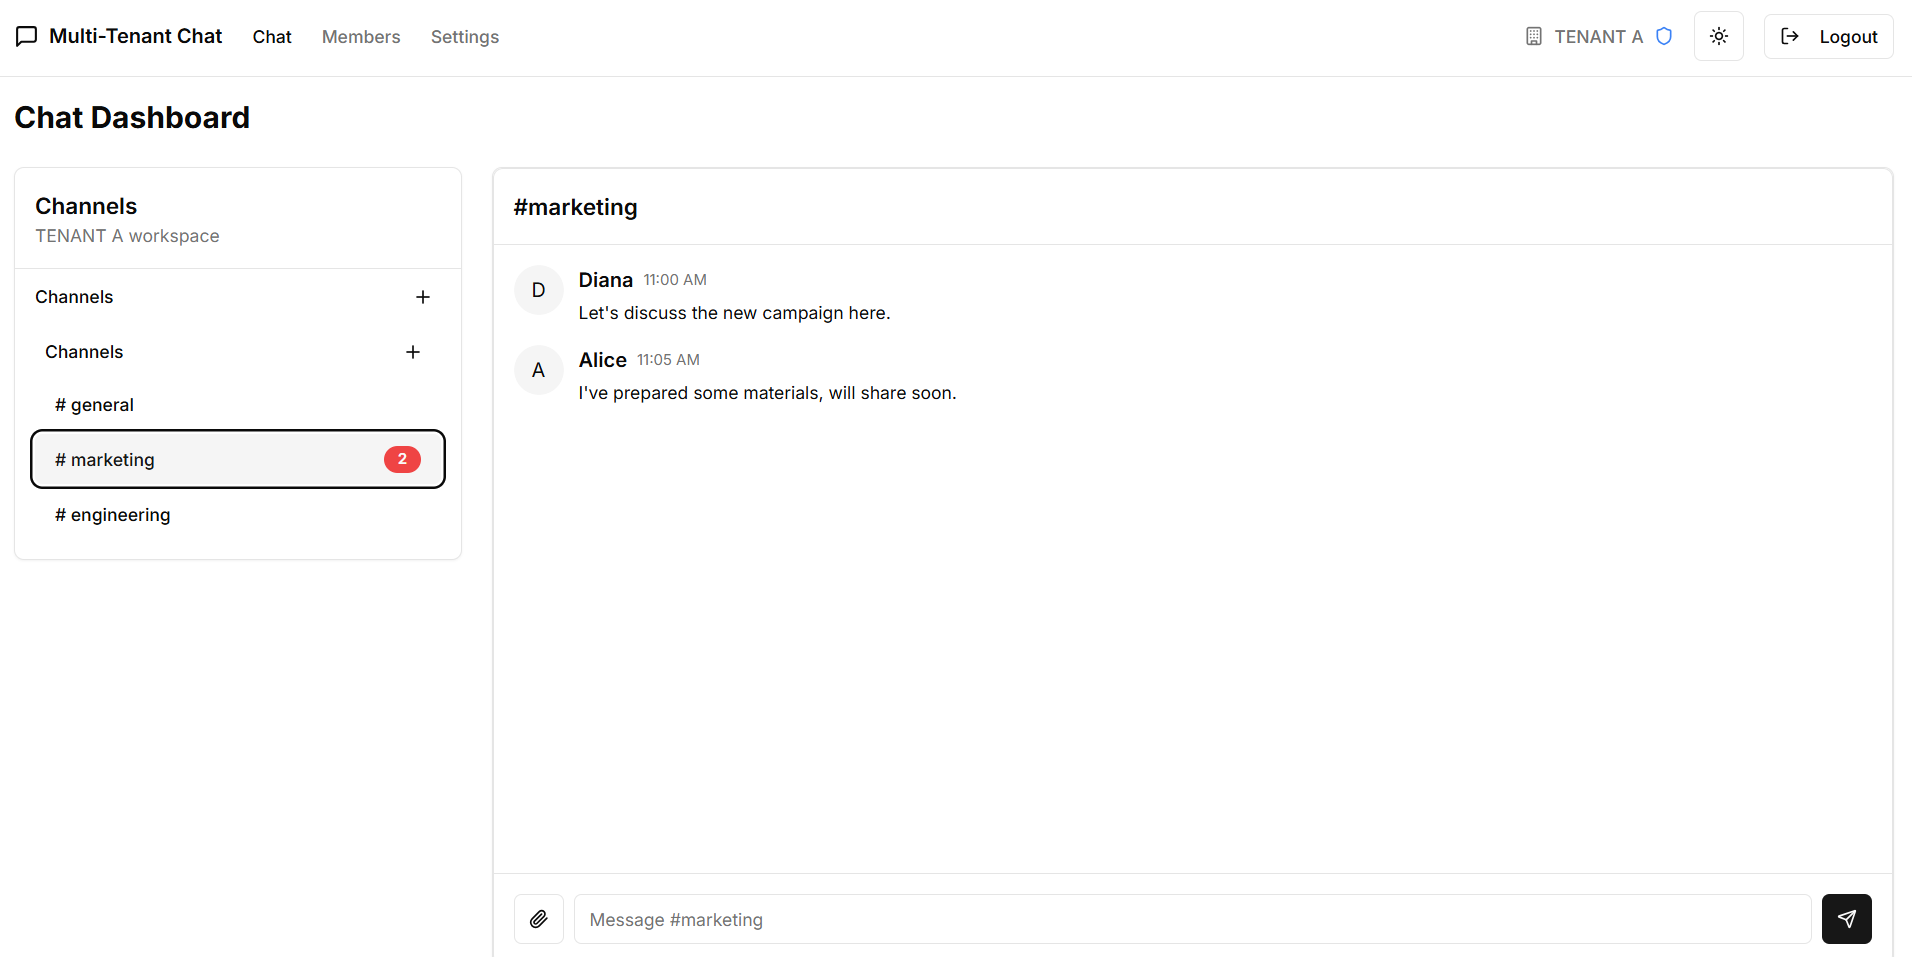 Multi-Tenant Chat Chat Members Settings TENANT A Logout
Chat Dashboard
Channels
TENANT A workspace
Channels
Channels
# general
# marketing 2
# engineering
#marketing
D Diana 11:00 AM
Let's discuss the new campaign here.
A Alice 11:05 AM
I've prepared some materials, will share soon.
Message #marketing